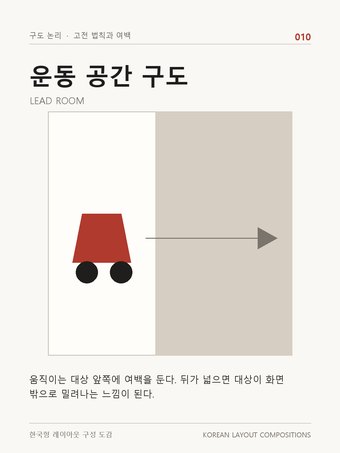 구도 논리 · 고전 법칙과 여백
010
운동 공간 구도
LEAD ROOM
움직이는 대상 앞쪽에 여백을 둔다. 뒤가 넓으면 대상이 화면
밖으로 밀려나는 느낌이 된다.
한국형 레이아웃 구성 도감
KOREAN LAYOUT COMPOSITIONS